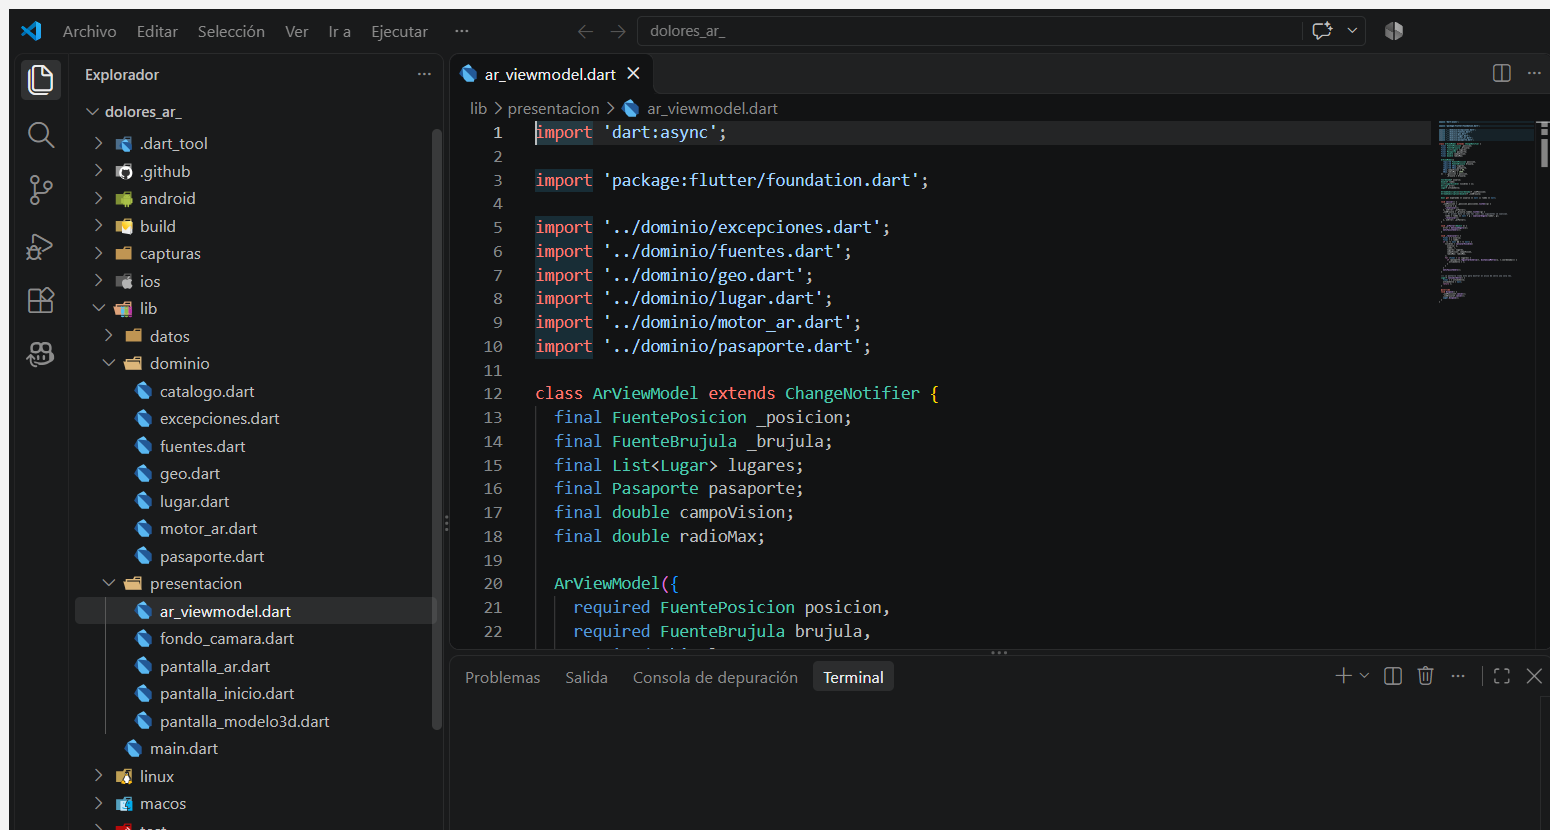 Archivo Editar Selección Ver Ir a Ejecutar ··· dolores_ar_
Explorador ···
dolores_ar_
.dart_tool
.github
android
build
capturas
ios
lib
datos
dominio
catalogo.dart
excepciones.dart
fuentes.dart
geo.dart
lugar.dart
motor_ar.dart
pasaporte.dart
presentacion
ar_viewmodel.dart
fondo_camara.dart
pantalla_ar.dart
pantalla_inicio.dart
pantalla_modelo3d.dart
main.dart
linux
macos
ar_viewmodel.dart
lib > presentacion > ar_viewmodel.dart
1 import 'dart:async';
2
3 import 'package:flutter/foundation.dart';
4
5 import '../dominio/excepciones.dart';
6 import '../dominio/fuentes.dart';
7 import '../dominio/geo.dart';
8 import '../dominio/lugar.dart';
9 import '../dominio/motor_ar.dart';
10 import '../dominio/pasaporte.dart';
11
12 class ArViewModel extends ChangeNotifier {
13 final FuentePosicion _posicion;
14 final FuenteBrujula _brujula;
15 final List<Lugar> lugares;
16 final Pasaporte pasaporte;
17 final double campoVision;
18 final double radioMax;
19
20 ArViewModel({
21 required FuentePosicion posicion,
22 required FuenteBrujula brujula,
Problemas Salida Consola de depuración Terminal